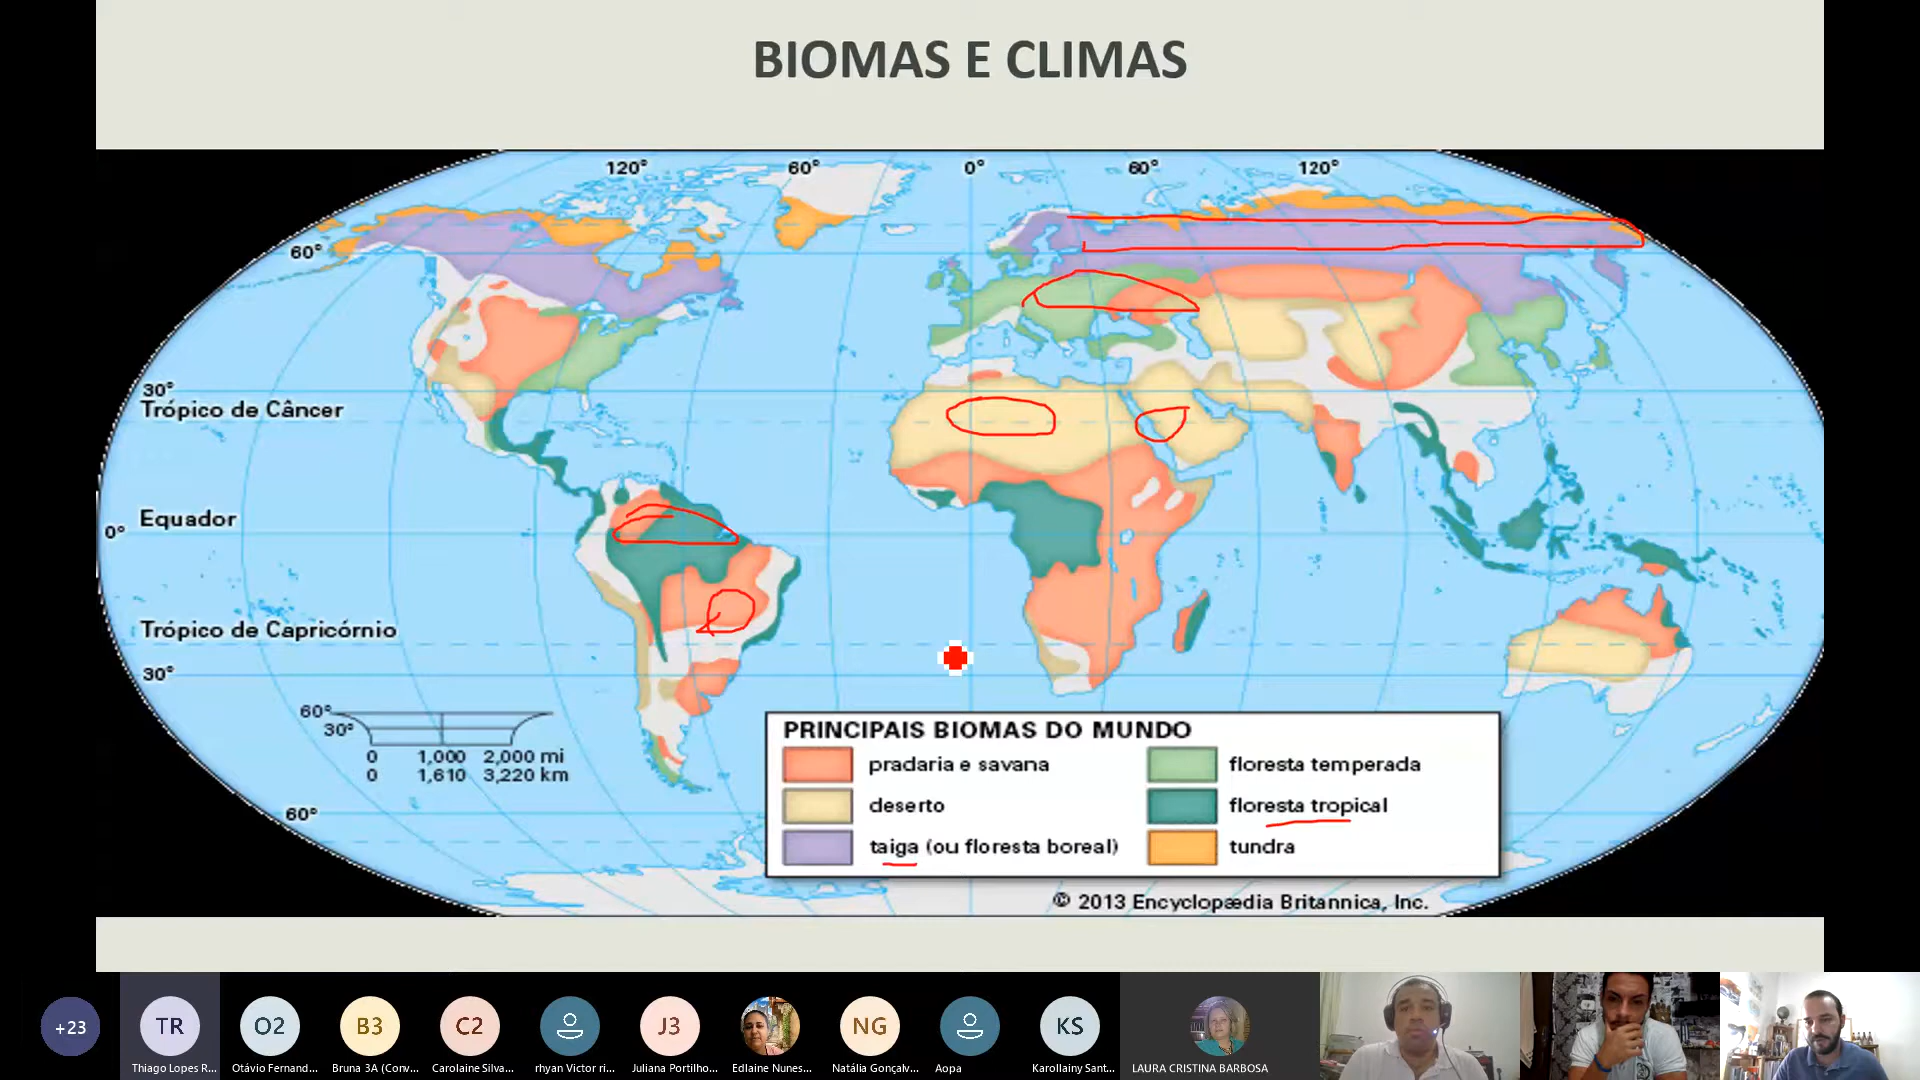 BIOMAS E CLIMAS
120° 60° 0° 60° 120°
60°
30°
Trópico de Câncer
Equador
0°
Trópico de Capricórnio
30°
60°
30°
0 1,000 2,000 mi
0 1,610 3,220 km
60°
PRINCIPAIS BIOMAS DO MUNDO
pradaria e savana
floresta temperada
deserto
floresta tropical
taiga (ou floresta boreal)
tundra
© 2013 Encyclopædia Britannica, Inc.
+23 TR O2 B3 C2 J3 NG KS
Thiago Lopes R... Otávio Fernand... Bruna 3A (Conv... Carolaine Silva... rhyan Victor ri... Juliana Portilho... Edlaine Nunes... Natália Gonçalv... Aopa Karollainy Sant... LAURA CRISTINA BARBOSA